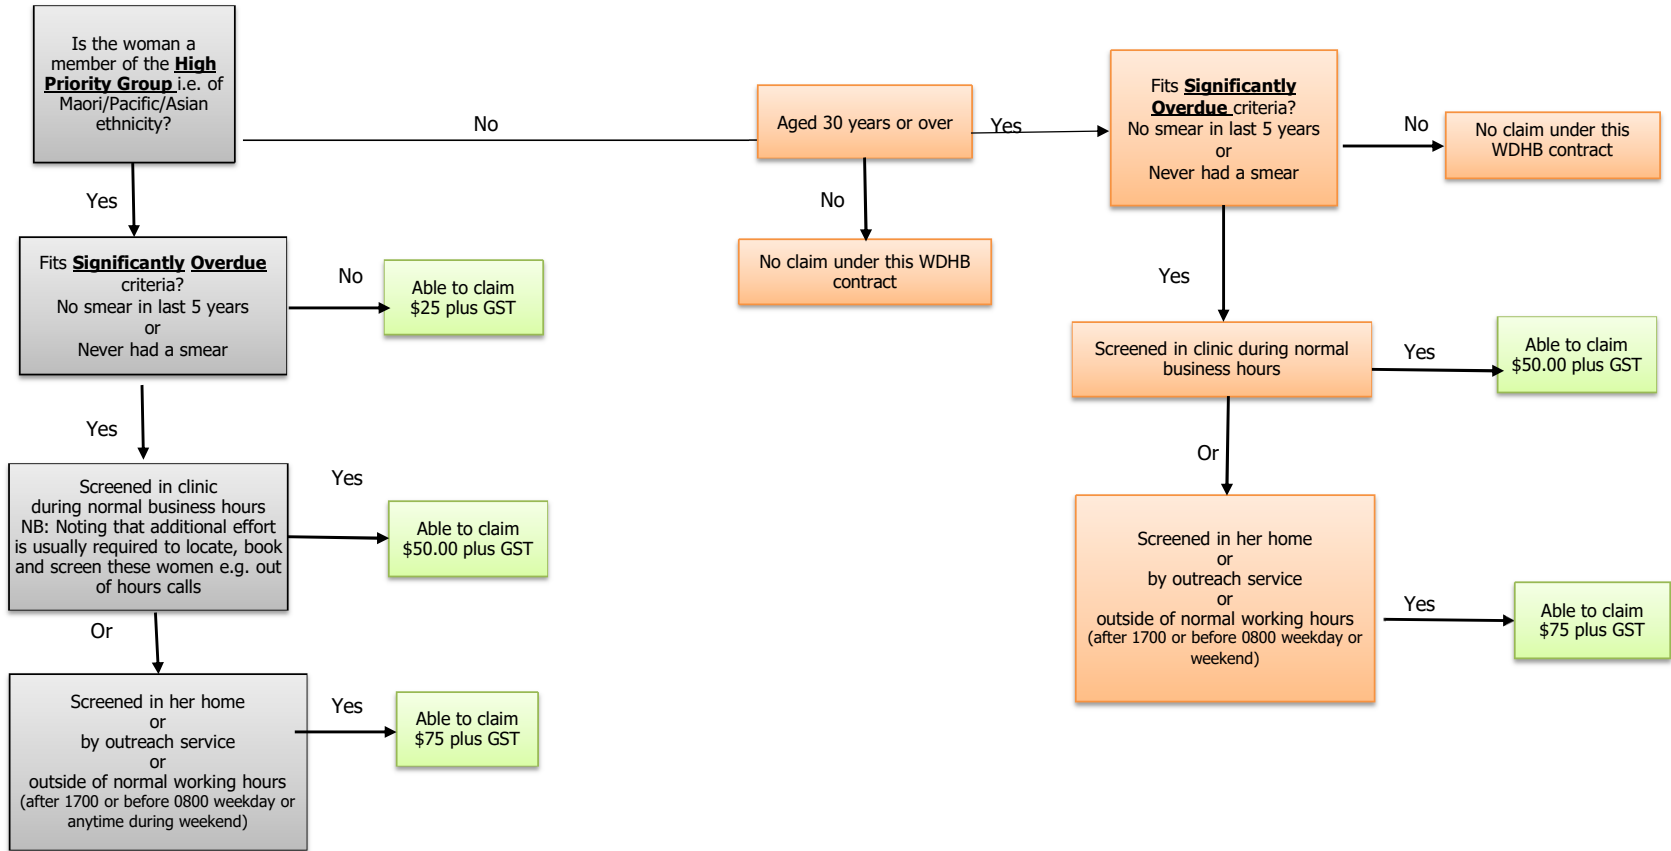 Is the woman a
member of the High
Priority Group i.e. of
Maori/Pacific/Asian
ethnicity?
No
Aged 30 years or over
Yes
Fits Significantly
Overdue criteria?
No smear in last 5 years
or
Never had a smear
No
No claim under this
WDHB contract
Yes
No
Fits Significantly Overdue
criteria?
No smear in last 5 years
or
Never had a smear
No
Able to claim
$25 plus GST
No claim under this WDHB
contract
Yes
Screened in clinic during normal
business hours
Yes
Able to claim
$50.00 plus GST
Yes
Or
Screened in clinic
during normal business hours
NB: Noting that additional effort
is usually required to locate, book
and screen these women e.g. out
of hours calls
Yes
Able to claim
$50.00 plus GST
Screened in her home
or
by outreach service
or
outside of normal working hours
(after 1700 or before 0800 weekday or
weekend)
Yes
Able to claim
$75 plus GST
Or
Screened in her home
or
by outreach service
or
outside of normal working hours
(after 1700 or before 0800 weekday or
anytime during weekend)
Yes
Able to claim
$75 plus GST